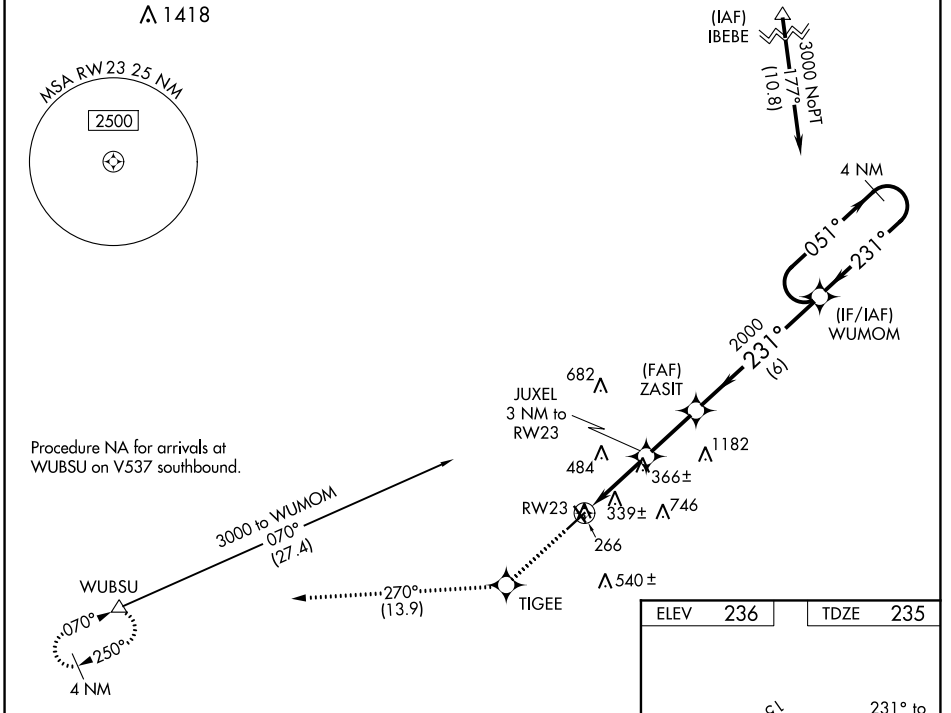 1418
MSA RW23 25 NM
2500
(IAF)
IBEBE
3000 NoPT
177°
(10.8)
4 NM
051°
231°
(IF/IAF)
WUMOM
2000
231°
(6)
(FAF)
ZASIT
682
JUXEL
3 NM to
RW23
1182
484
366±
Procedure NA for arrivals at
WUBSU on V537 southbound.
RW23
339±
746
266
3000 to WUMOM
070°
(27.4)
540±
WUBSU
270°
(13.9)
TIGEE
070°
250°
4 NM
ELEV 236
TDZE 235
231° to